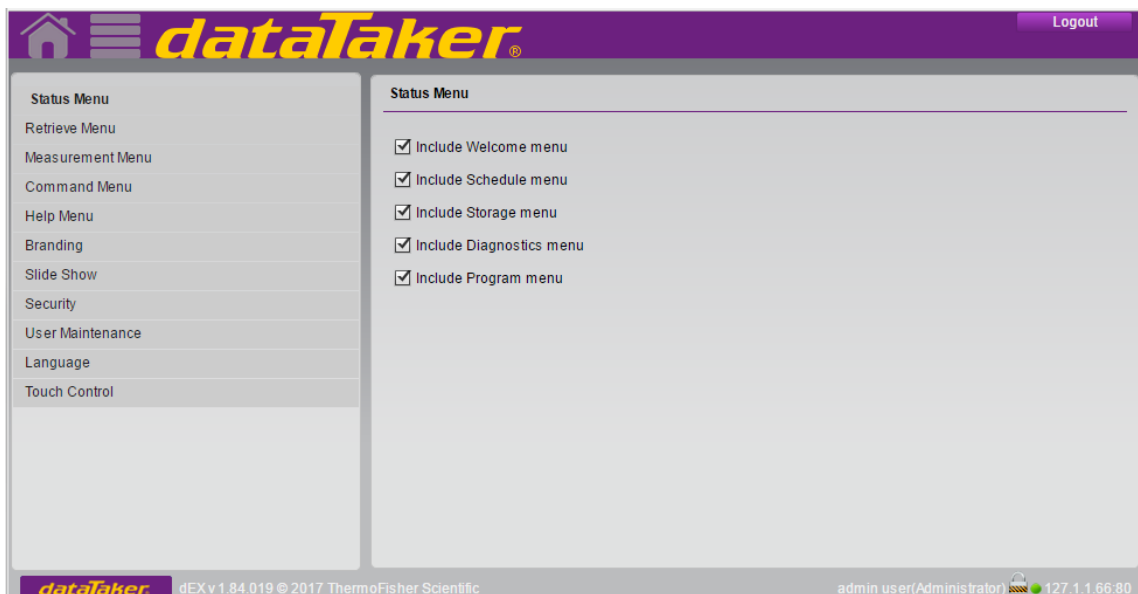 dataTaker®
Logout
Status Menu
Retrieve Menu
Measurement Menu
Command Menu
Help Menu
Branding
Slide Show
Security
User Maintenance
Language
Touch Control
Status Menu
Include Welcome menu
Include Schedule menu
Include Storage menu
Include Diagnostics menu
Include Program menu
dataTaker dEX v 1.84.019 © 2017 ThermoFisher Scientific admin user(Administrator) 127.1.1.66:80